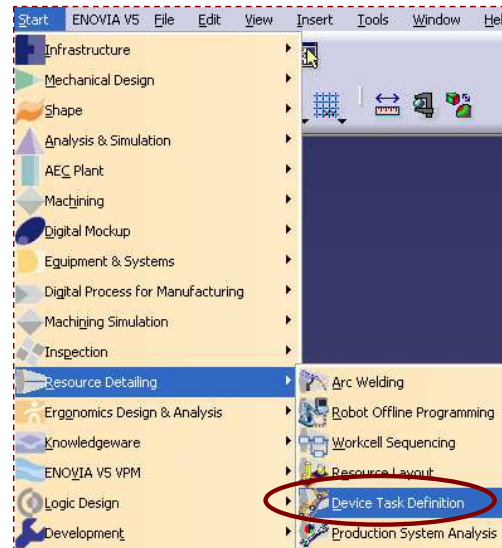 Start ENOVIA V5 File Edit View Insert Tools Window
Infrastructure
Mechanical Design
Shape
Analysis & Simulation
AEC Plant
Machining
Digital Mockup
Equipment & Systems
Digital Process for Manufacturing
Machining Simulation
Inspection
Resource Detailing
Arc Welding
Ergonomics Design & Analysis
Robot Offline Programming
Knowledgeware
Workcell Sequencing
ENOVIA V5 VPM
Resource Layout
Logic Design
Device Task Definition
Development
Production System Analysis